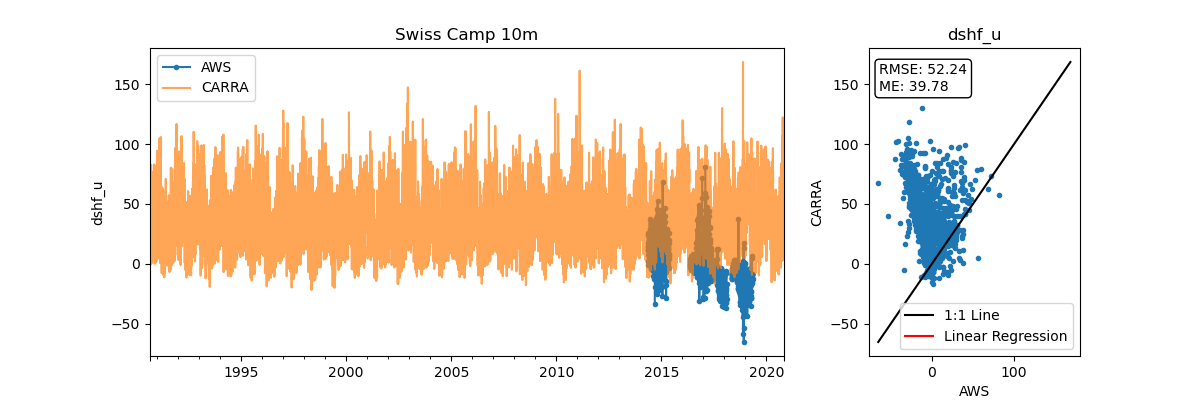 Swiss Camp 10m
dshf_u
AWS
CARRA
150
100
50
0
−50
dshf_u
1995
2000
2005
2010
2015
2020
RMSE: 52.24
ME: 39.78
150
100
50
0
−50
CARRA
1:1 Line
Linear Regression
0
100
AWS